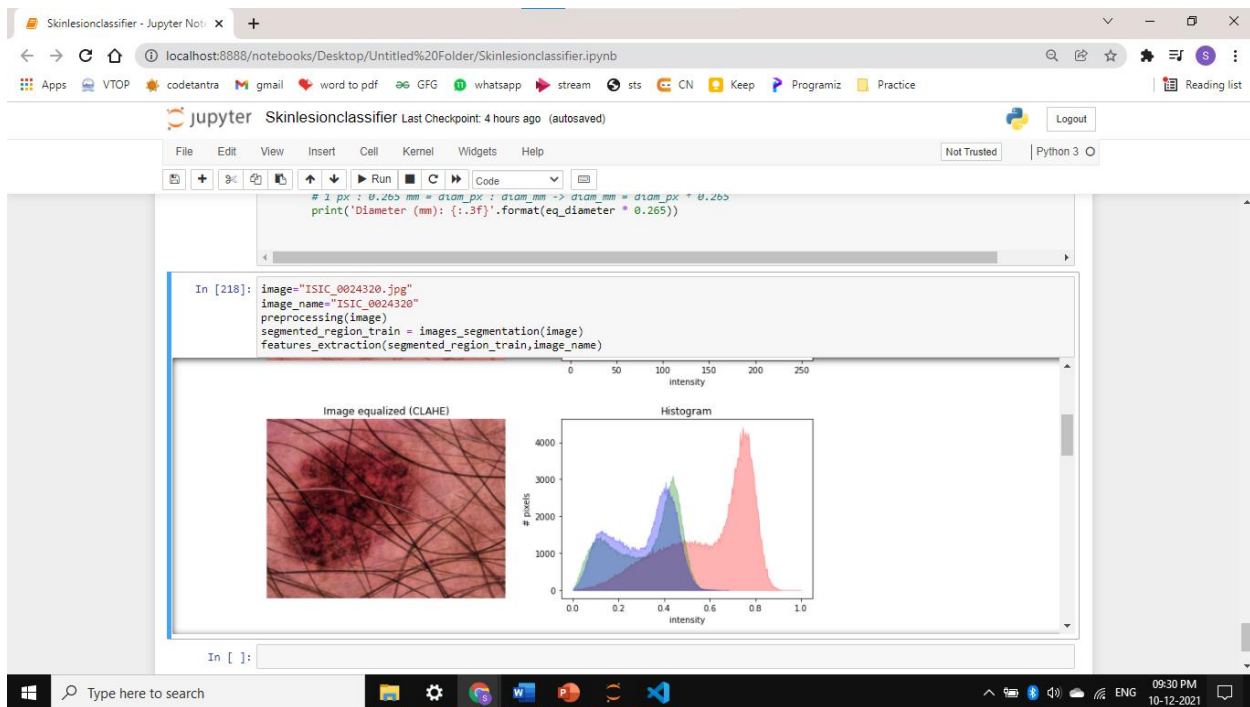 Skinlesionclassifier - Jupyter Not
localhost:8888/notebooks/Desktop/Untitled%20Folder/Skinlesionclassifier.ipynb
Apps VTOP codetantra gmail word to pdf GFG whatsapp stream sts CN Keep Programiz Practice Reading list
jupyter Skinlesionclassifier Last Checkpoint: 4 hours ago (autosaved) Logout
File Edit View Insert Cell Kernel Widgets Help Not Trusted Python 3
Run Code
# 1 px : 0.265 mm = diam_px : diam_mm -> diam_mm = diam_px * 0.265
print('Diameter (mm): {:.3f}'.format(eq_diameter * 0.265))
In [218]: image="ISIC_0024320.jpg"
image_name="ISIC_0024320"
preprocessing(image)
segmented_region_train = images_segmentation(image)
features_extraction(segmented_region_train,image_name)
0 50 100 150 200 250
intensity
Image equalized (CLAHE) Histogram
4000
3000
2000
1000
0
# pixels
0.0 0.2 0.4 0.6 0.8 1.0
intensity
In [ ]:
Type here to search ENG 09:30 PM
10-12-2021